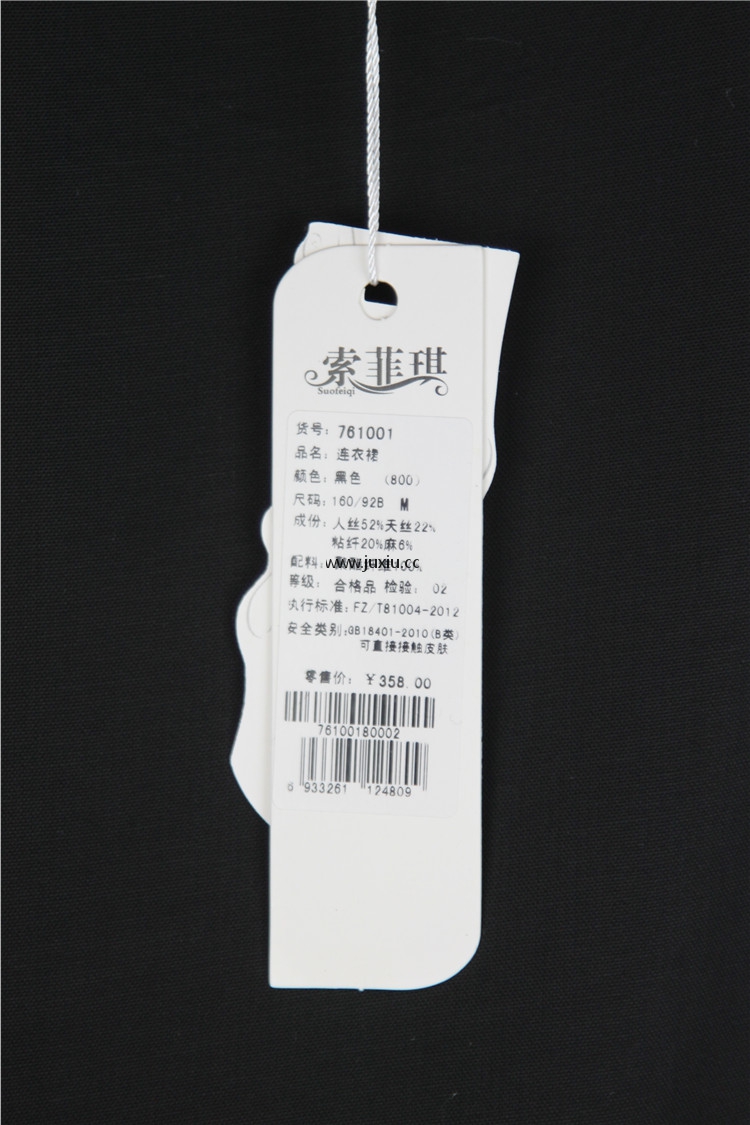 索菲琪
Suofeiqi
货号: 761001
品名: 连衣裙
颜色: 黑色 (800)
尺码: 160/92B M
成份: 人丝52%天丝22%
粘纤20%麻6%
配料:
www.juxiu.cc
等级: 合格品 检验: 02
执行标准: FZ/T81004-2012
安全类别: GB18401-2010(B类)
可直接接触皮肤
零售价: ¥358.00
76100180002
6 933261 124809